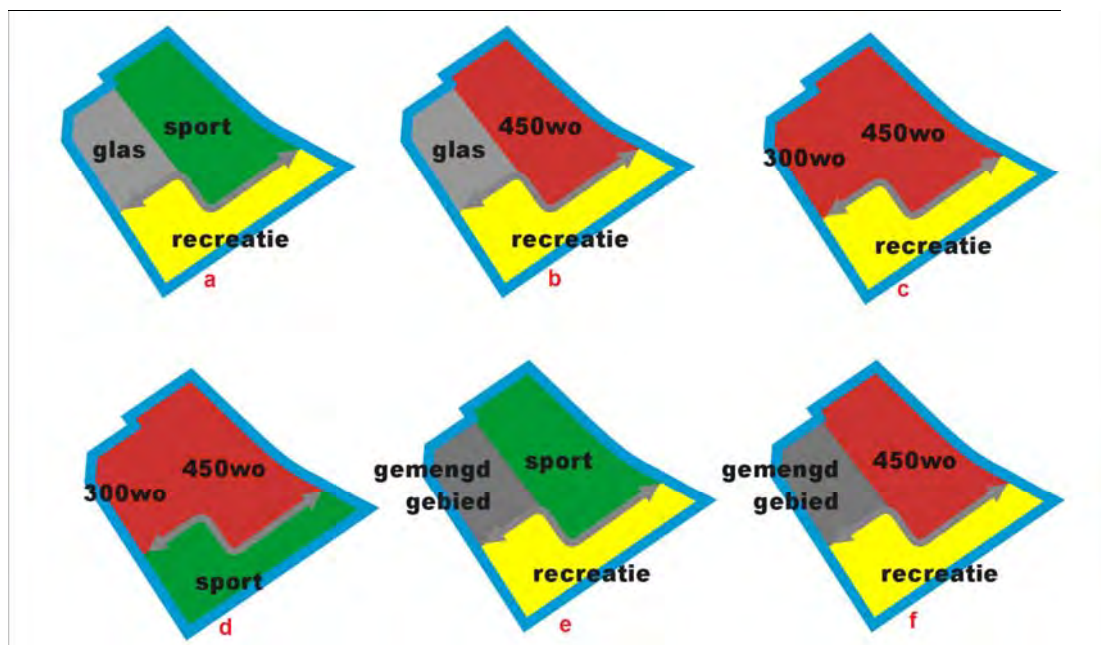 sport
glas
recreatie
a
450wo
glas
recreatie
b
450wo
300wo
recreatie
c
450wo
300wo
sport
d
sport
gemengd
gebied
recreatie
e
450wo
gemengd
gebied
recreatie
f